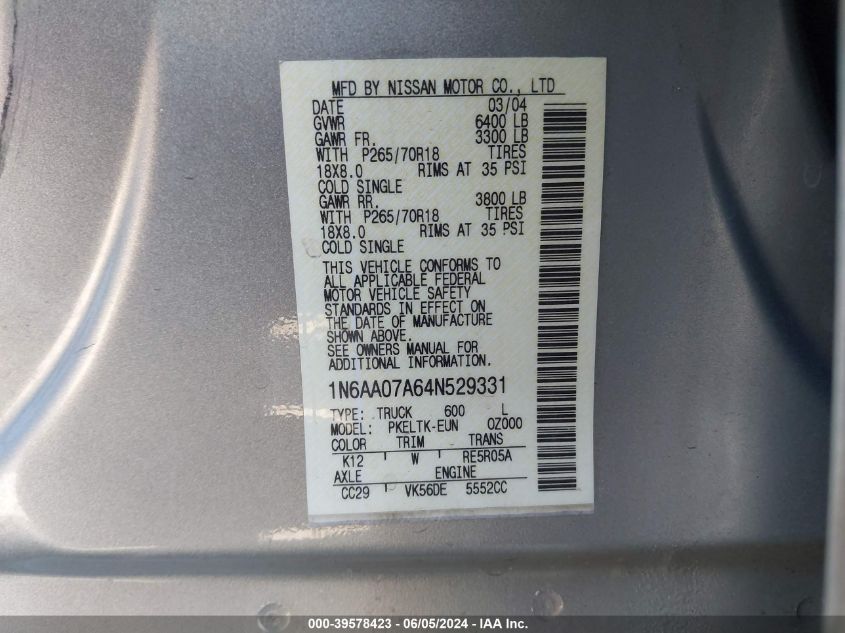 MFD BY NISSAN MOTOR CO., LTD
DATE 03/04
GVWR 6400 LB
GAWR FR. 3300 LB
WITH P265/70R18 TIRES
18X8.0 RIMS AT 35 PSI
COLD SINGLE
GAWR RR. 3800 LB
WITH P265/70R18 TIRES
18X8.0 RIMS AT 35 PSI
COLD SINGLE
THIS VEHICLE CONFORMS TO
ALL APPLICABLE FEDERAL
MOTOR VEHICLE SAFETY
STANDARDS IN EFFECT ON
THE DATE OF MANUFACTURE
SHOWN ABOVE.
SEE OWNERS MANUAL FOR
ADDITIONAL INFORMATION.
1N6AA07A64N529331
TYPE: TRUCK 600 L
MODEL: PKELTK-EUN 0Z000
COLOR TRIM TRANS
K12 W RE5R05A
AXLE ENGINE
CC29 VK56DE 5552CC
000-39578423 - 06/05/2024 - IAA Inc.